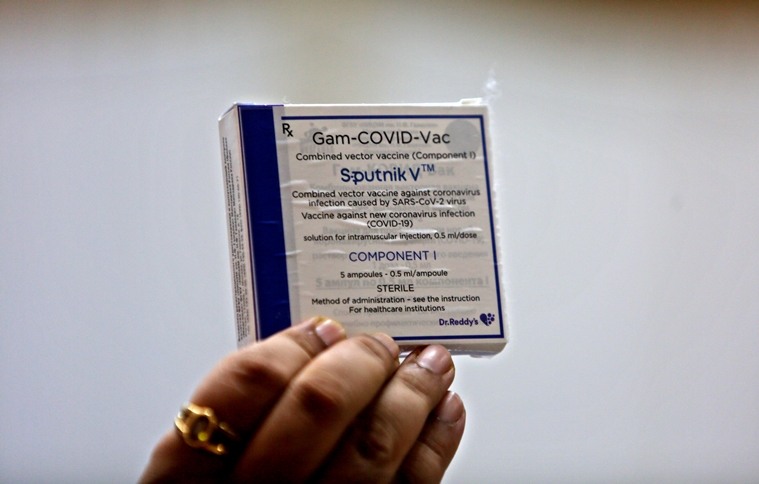 Rx
Gam-COVID-Vac
Combined vector vaccine (Component I)
Sputnik V™
Combined vector vaccine against coronavirus
infection caused by SARS-CoV-2 virus
Vaccine against new coronavirus infection
(COVID-19)
solution for intramuscular injection, 0.5 ml/dose
COMPONENT I
5 ampoules - 0.5 ml/ampoule
STERILE
Method of administration - see the instruction
For healthcare institutions
Dr.Reddy's